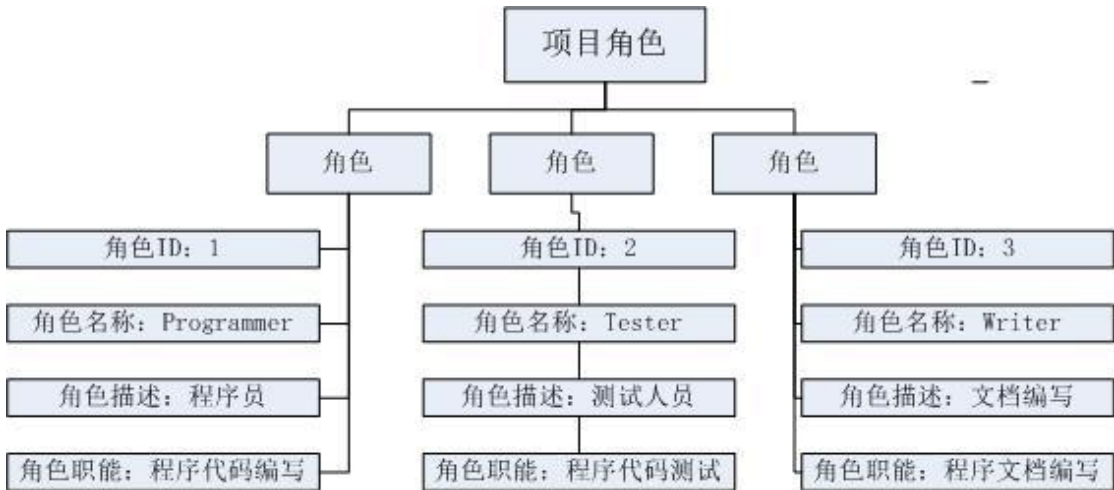 项目角色
角色
角色
角色
角色ID：1
角色ID：2
角色ID：3
角色名称：Programmer
角色名称：Tester
角色名称：Writer
角色描述：程序员
角色描述：测试人员
角色描述：文档编写
角色职能：程序代码编写
角色职能：程序代码测试
角色职能：程序文档编写